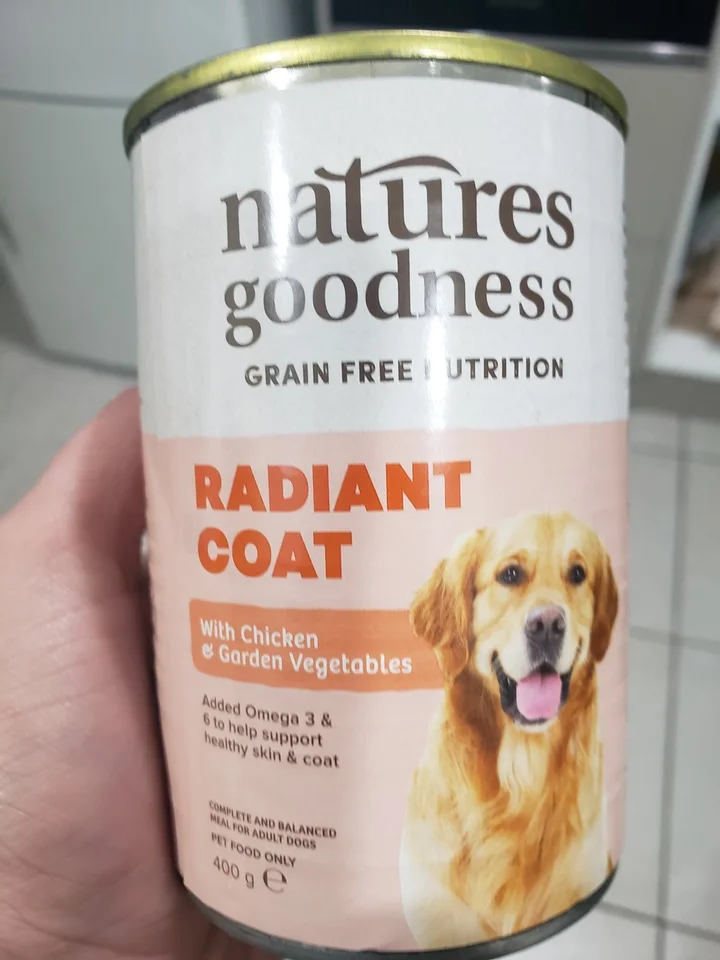 natures
goodness
GRAIN FREE NUTRITION
RADIANT
COAT
With Chicken
& Garden Vegetables
Added Omega 3 &
6 to help support
healthy skin & coat
COMPLETE AND BALANCED
MEAL FOR ADULT DOGS
PET FOOD ONLY
400 g ℮